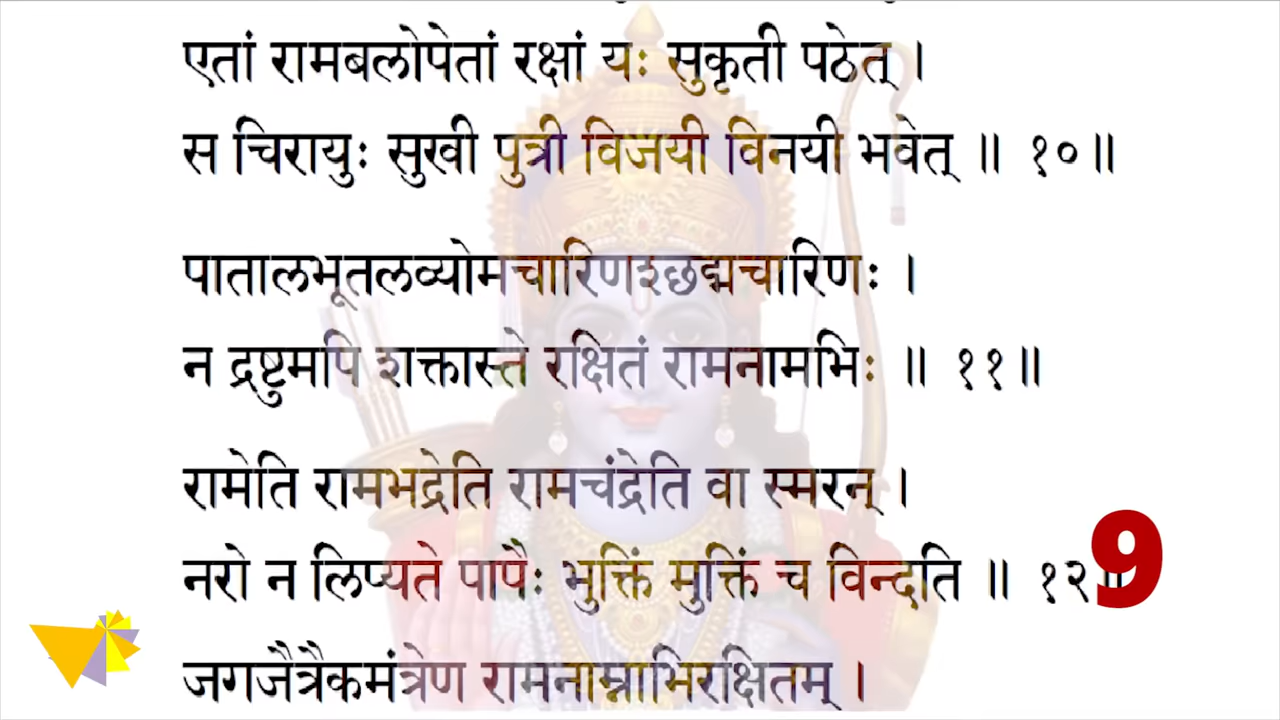 एतां रामबलोपेतां रक्षां यः सुकृती पठेत् ।
स चिरायुः सुखी पुत्री विजयी विनयी भवेत् ॥ १०॥
पातालभूतलव्योमचारिणश्छद्मचारिणः ।
न द्रष्टुमपि शक्तास्ते रक्षितं रामनामभिः ॥ ११॥
रामेति रामभद्रेति रामचंद्रेति वा स्मरन् ।
नरो न लिप्यते पापैः भुक्तिं मुक्तिं च विन्दति ॥ १२॥
9
जगजैत्रैकमंत्रेण रामनाम्नाभिरक्षितम् ।